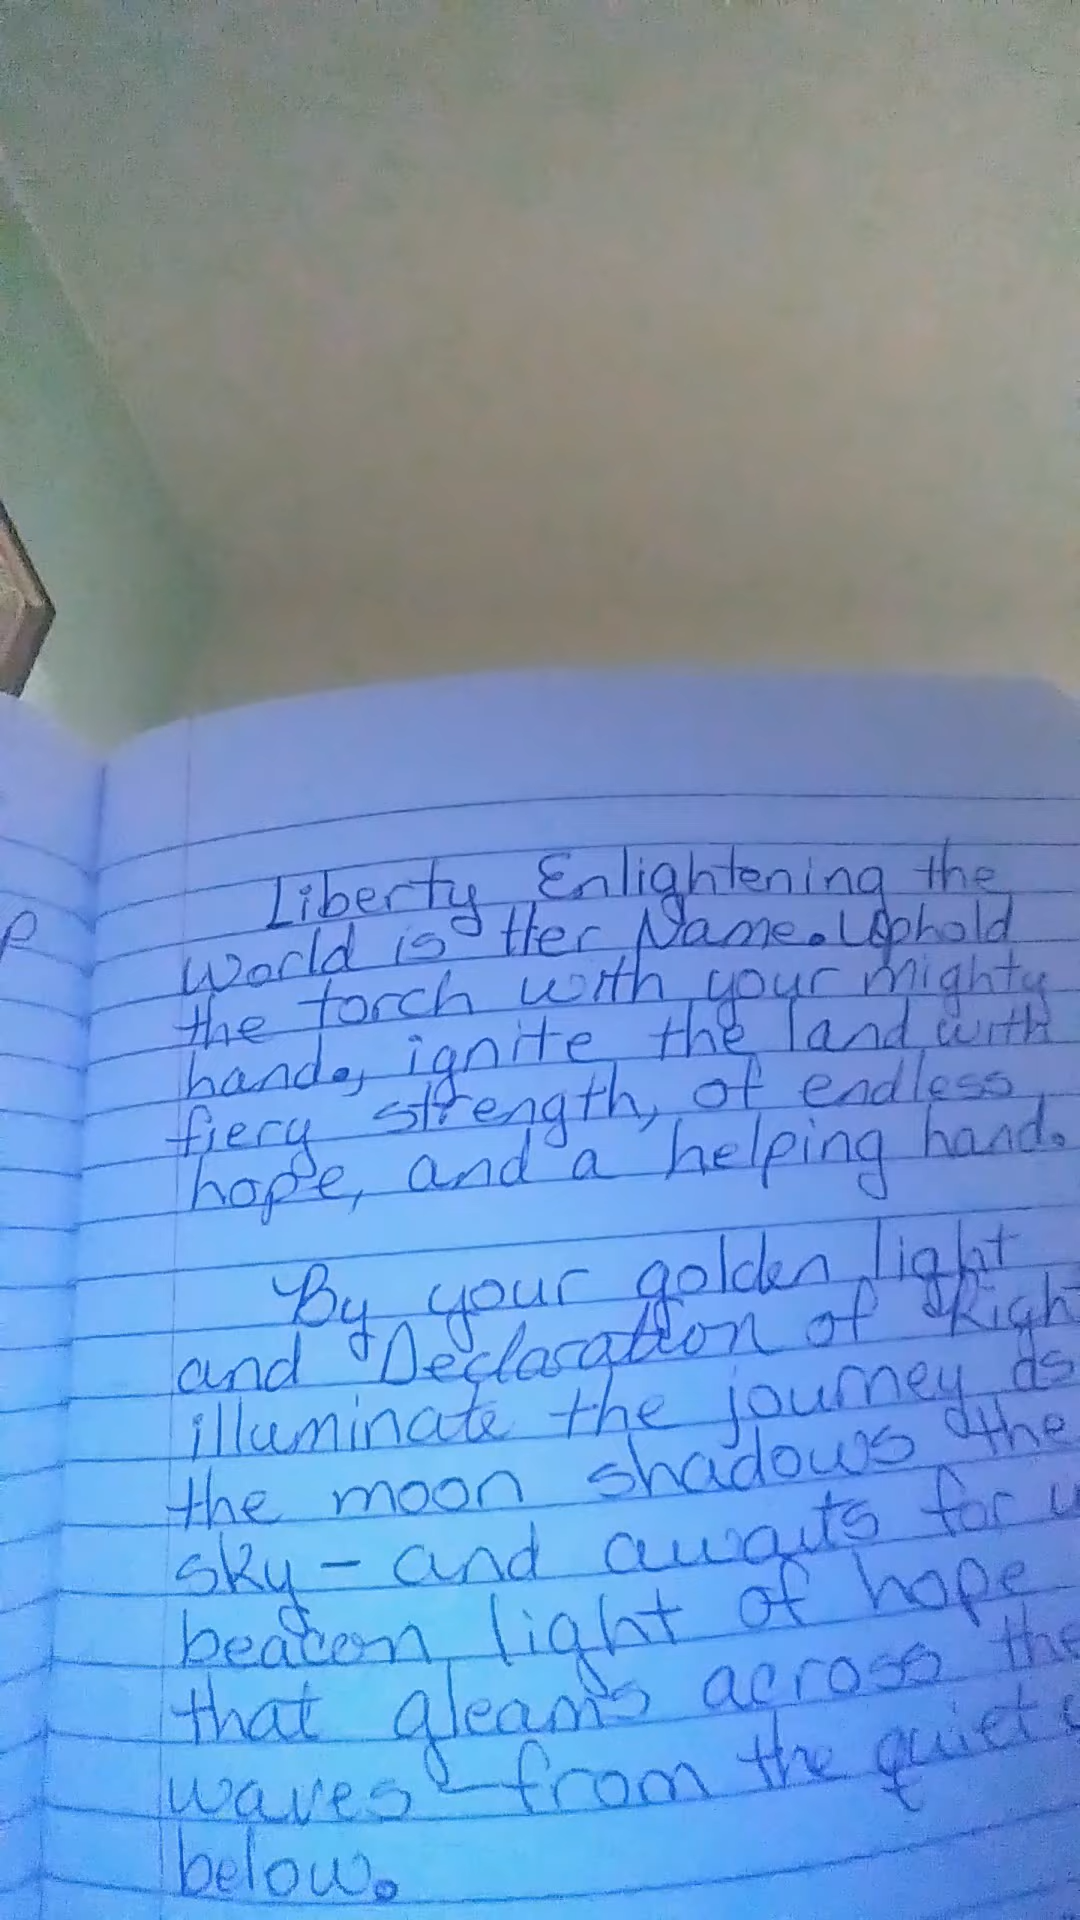 Liberty Enlightening the
World is Her Name. Uphold
the torch with your mighty
hand, ignite the land with
fiery strength, of endless
hope, and a helping hand.
By your golden light
and Declaration of Righ
illuminate the journey as
the moon shadows the
sky - and awaits for
beacon light of hope
that gleams across the
waves - from the quiet
below.